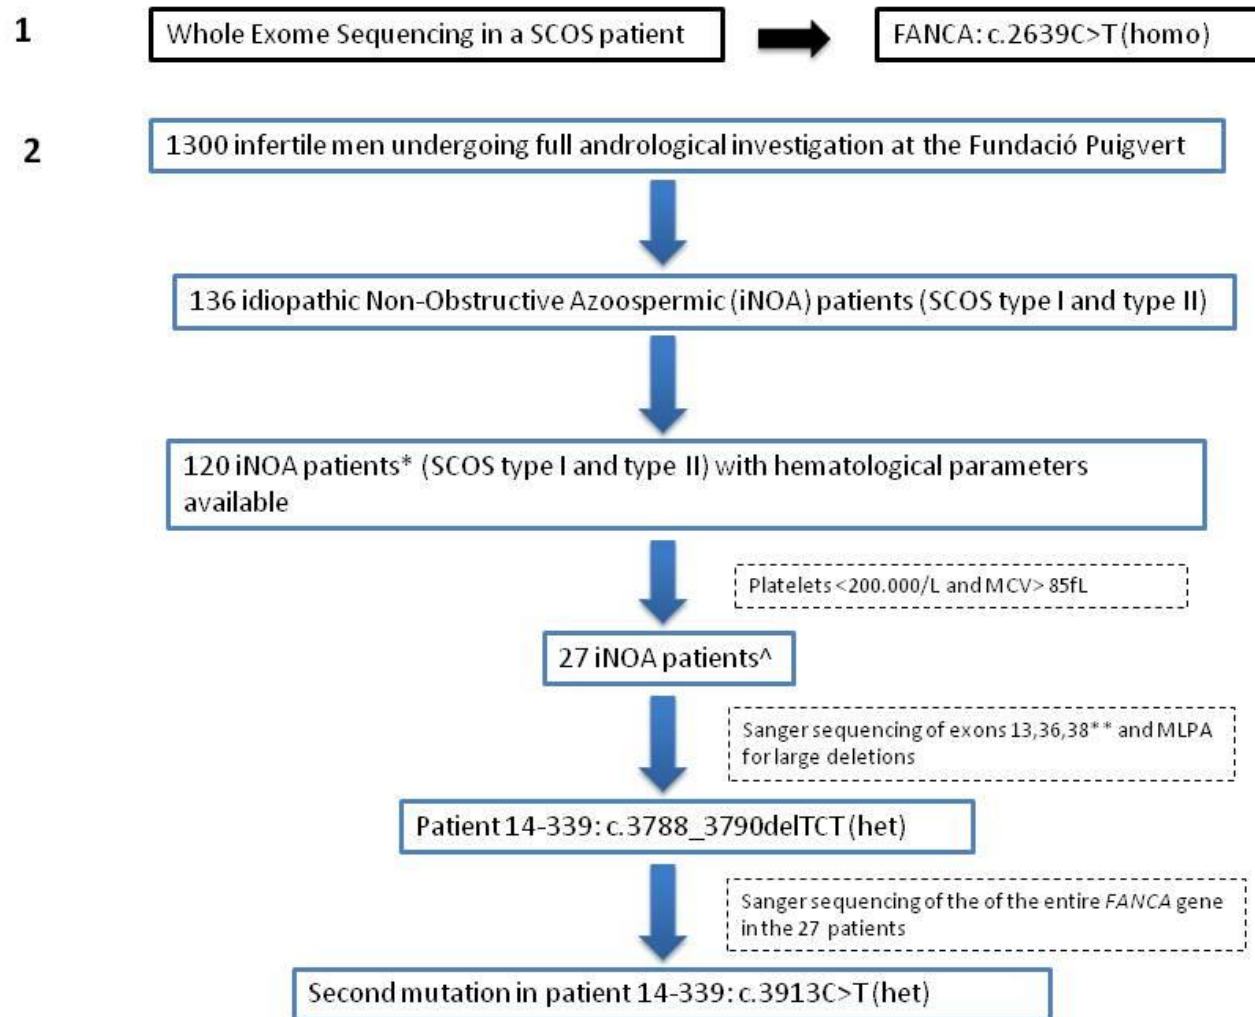 1
Whole Exome Sequencing in a SCOS patient
FANCA: c.2639C>T (homo)
2
1300 infertile men undergoing full andrological investigation at the Fundació Puigvert
136 idiopathic Non-Obstructive Azoospermic (iNOA) patients (SCOS type I and type II)
120 iNOA patients* (SCOS type I and type II) with hematological parameters
available
Platelets <200.000/L and MCV> 85fL
27 iNOA patients^
Sanger sequencing of exons 13,36,38** and MLPA
for large deletions
Patient 14-339: c.3788_3790delTCT (het)
Sanger sequencing of the of the entire FANCA gene
in the 27 patients
Second mutation in patient 14-339: c.3913C>T (het)